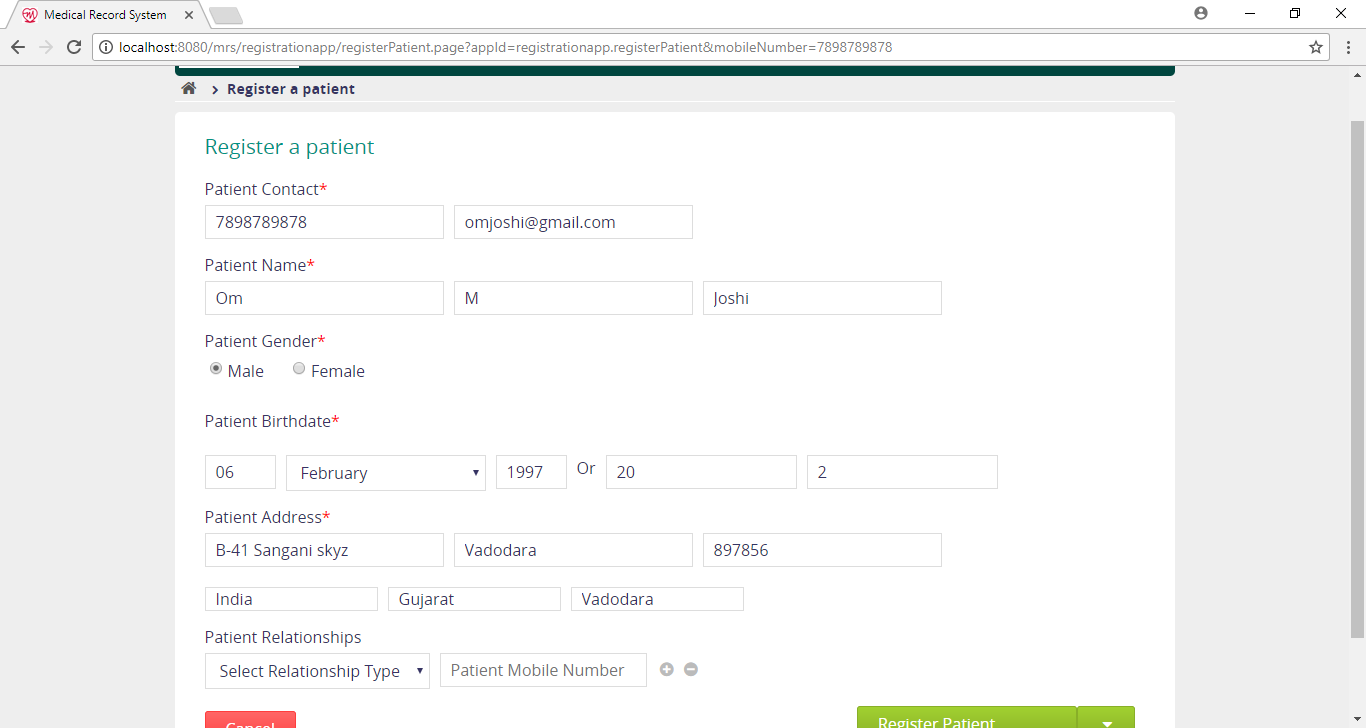 Medical Record System
localhost:8080/mrs/registrationapp/registerPatient.page?appId=registrationapp.registerPatient&mobileNumber=7898789878
Register a patient
Register a patient
Patient Contact*
7898789878 omjoshi@gmail.com
Patient Name*
Om M Joshi
Patient Gender*
Male Female
Patient Birthdate*
06 February 1997 Or 20 2
Patient Address*
B-41 Sangani skyz Vadodara 897856
India Gujarat Vadodara
Patient Relationships
Select Relationship Type Patient Mobile Number
Cancel Register Patient